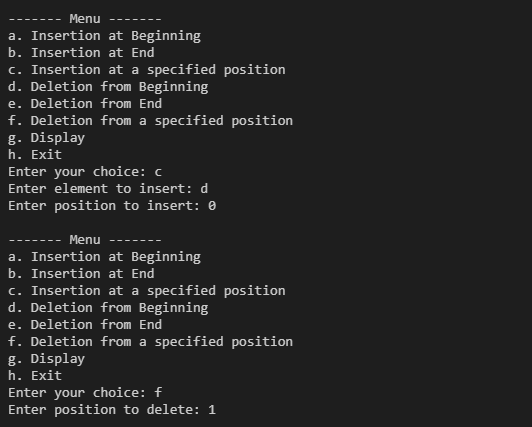 ------- Menu -------
a. Insertion at Beginning
b. Insertion at End
c. Insertion at a specified position
d. Deletion from Beginning
e. Deletion from End
f. Deletion from a specified position
g. Display
h. Exit
Enter your choice: c
Enter element to insert: d
Enter position to insert: 0
------- Menu -------
a. Insertion at Beginning
b. Insertion at End
c. Insertion at a specified position
d. Deletion from Beginning
e. Deletion from End
f. Deletion from a specified position
g. Display
h. Exit
Enter your choice: f
Enter position to delete: 1